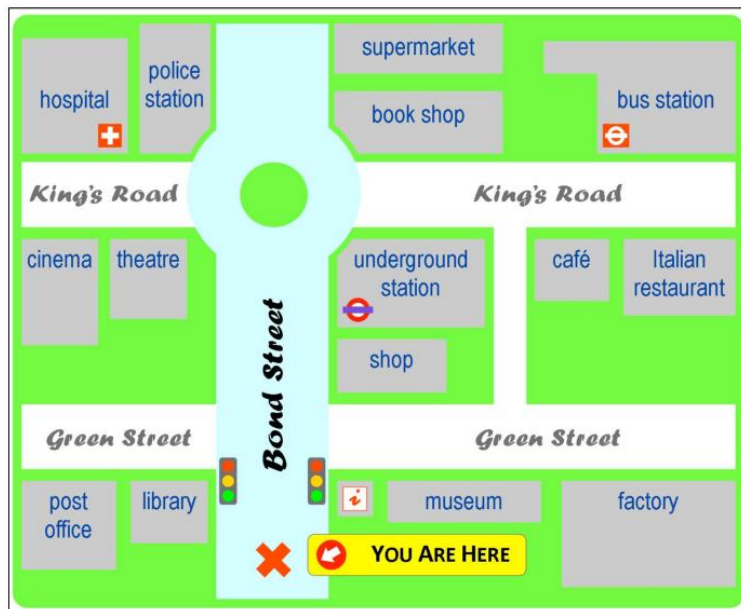 hospital
police
station
supermarket
book shop
bus station
King's Road
King's Road
cinema
theatre
underground
station
café
Italian
restaurant
shop
Bond Street
Green Street
Green Street
post
office
library
i
museum
factory
YOU ARE HERE